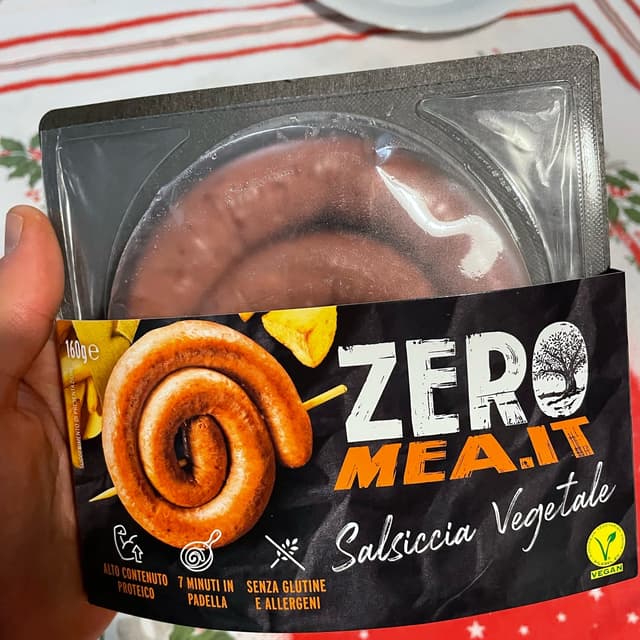 160g e
ZERO
MEA.IT
Salsiccia Vegetale
ALTO CONTENUTO
PROTEICO
7 MINUTI IN
PADELLA
SENZA GLUTINE
E ALLERGENI
V
VEGAN